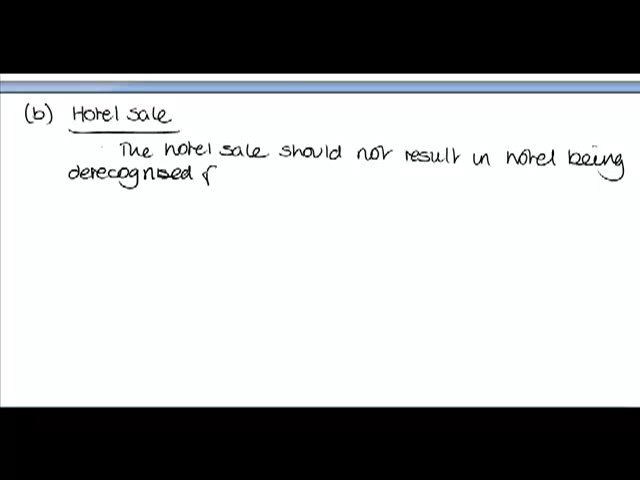 (b) Hotel sale
The hotel sale should not result in hotel being
derecognised f